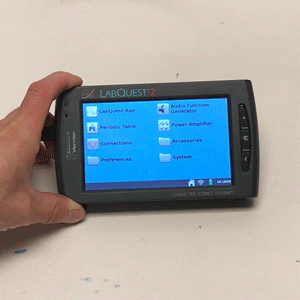 LABQUEST 2
LabQuest App
Audio Function
Generator
Periodic Table
Power Amplifier
Connections
Accessories
Preferences
System
Vernier
CONNECTED SCIENCE SYSTEM